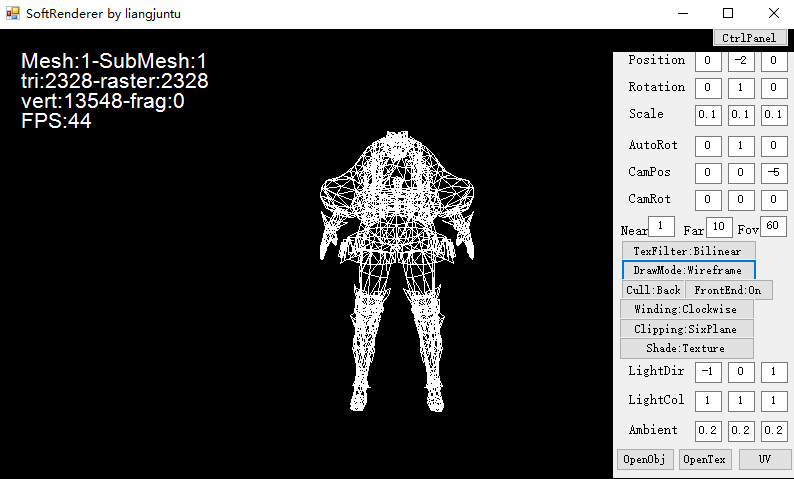 SoftRenderer by liangjuntu
CtrlPanel
Mesh:1-SubMesh:1
tri:2328-raster:2328
vert:13548-frag:0
FPS:44
Position 0 -2 0
Rotation 0 1 0
Scale 0.1 0.1 0.1
AutoRot 0 1 0
CamPos 0 0 -5
CamRot 0 0 0
Near 1 Far 10 Fov 60
TexFilter:Bilinear
DrawMode:Wireframe
Cull:Back FrontEnd:On
Winding:Clockwise
Clipping:SixPlane
Shade:Texture
LightDir -1 0 1
LightCol 1 1 1
Ambient 0.2 0.2 0.2
OpenObj OpenTex UV